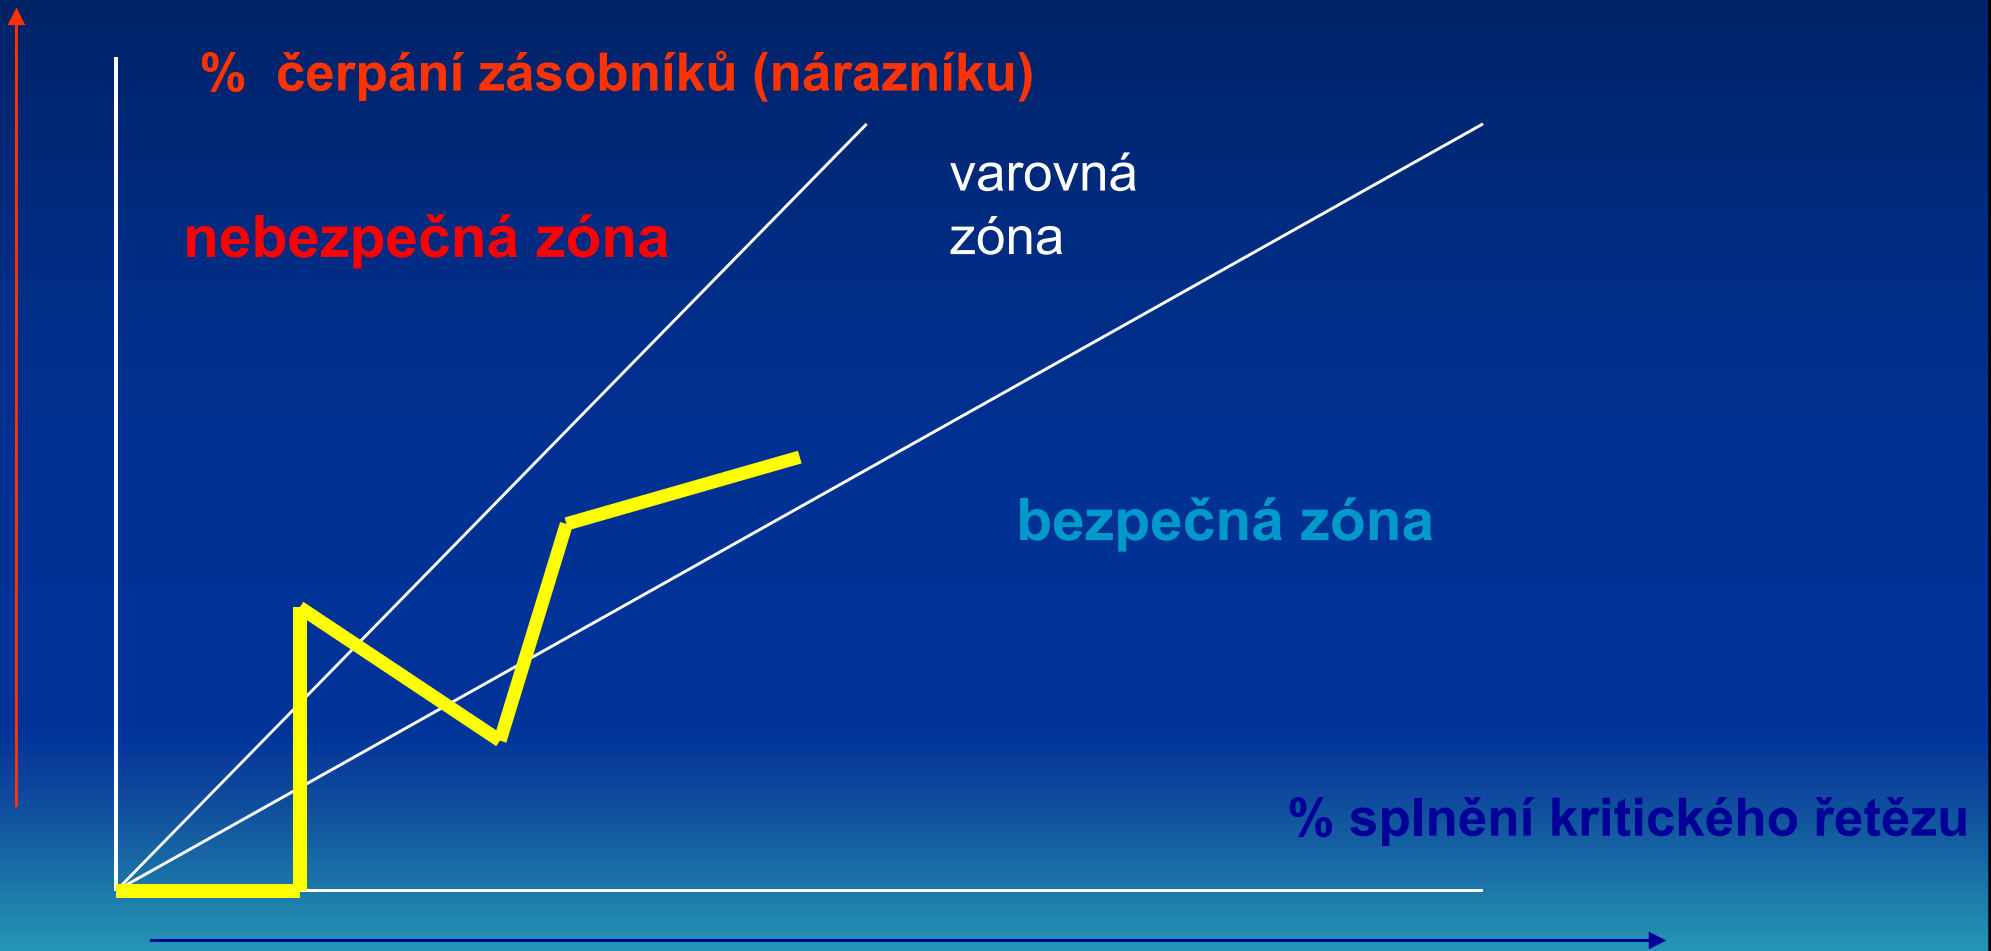 % čerpání zásobníků (nárazníku)
varovná
zóna
nebezpečná zóna
bezpečná zóna
% splnění kritického řetězu